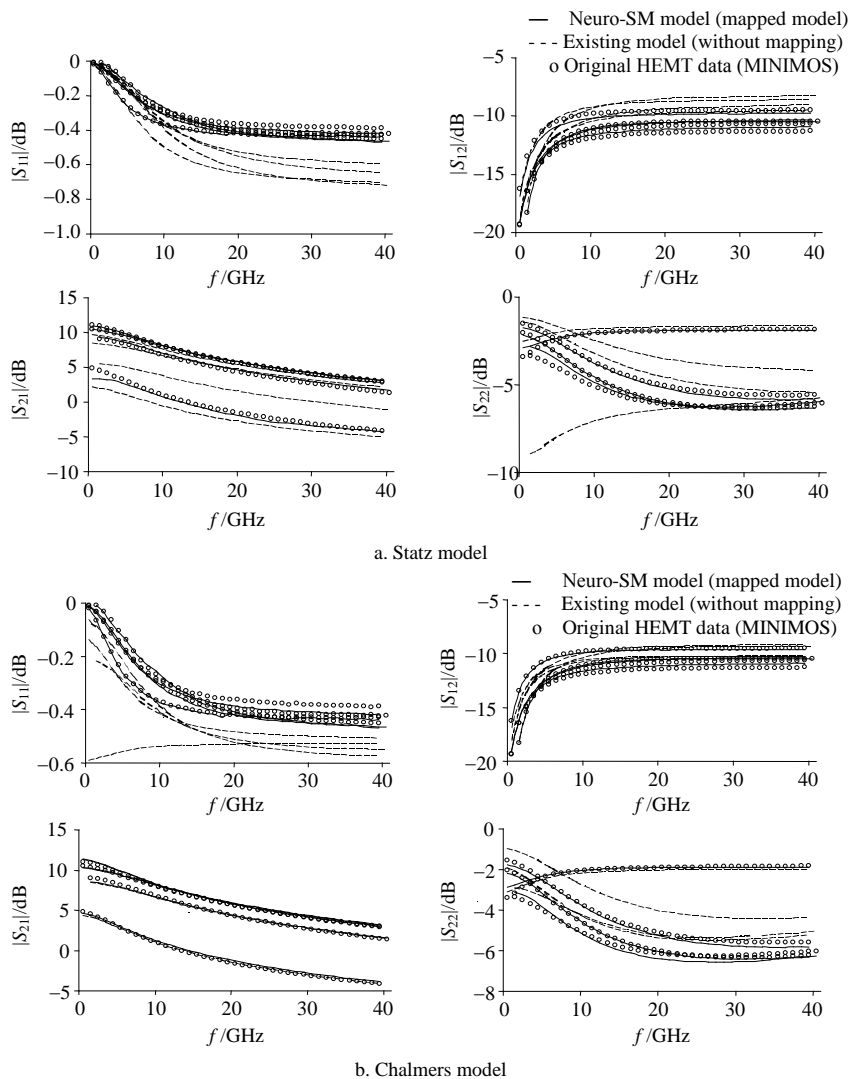 Neuro-SM model (mapped model)
Existing model (without mapping)
Original HEMT data (MINIMOS)
0
−0.2
−0.4
−0.6
−0.8
−1.0
|S11|/dB
0 10 20 30 40
f /GHz
−5
−10
−15
−20
|S12|/dB
0 10 20 30 40
f /GHz
15
10
5
0
−5
−10
|S21|/dB
0 10 20 30 40
f /GHz
0
−5
−10
|S22|/dB
0 10 20 30 40
f /GHz
a. Statz model
Neuro-SM model (mapped model)
Existing model (without mapping)
Original HEMT data (MINIMOS)
0
−0.2
−0.4
−0.6
|S11|/dB
0 10 20 30 40
f /GHz
−5
−10
−15
−20
|S12|/dB
0 10 20 30 40
f /GHz
15
10
5
0
−5
|S21|/dB
0 10 20 30 40
f /GHz
0
−2
−4
−6
−8
|S22|/dB
0 10 20 30 40
f /GHz
b. Chalmers model